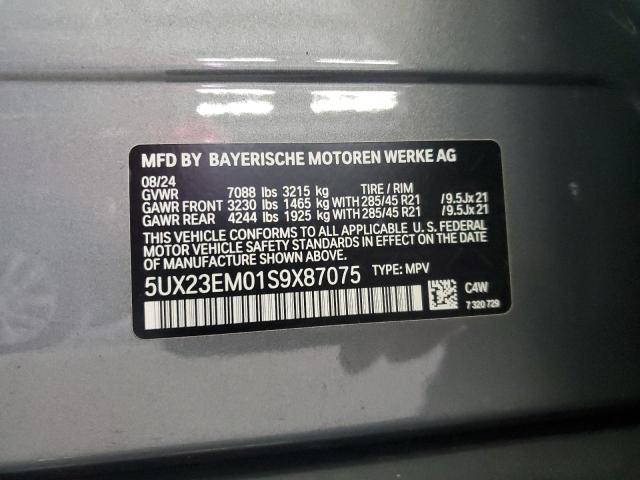 MFD BY BAYERISCHE MOTOREN WERKE AG
08/24
GVWR 7088 lbs 3215 kg TIRE / RIM
GAWR FRONT 3230 lbs 1465 kg WITH 285/45 R21 /9.5Jx21
GAWR REAR 4244 lbs 1925 kg WITH 285/45 R21 /9.5Jx21
THIS VEHICLE CONFORMS TO ALL APPLICABLE U. S. FEDERAL
MOTOR VEHICLE SAFETY STANDARDS IN EFFECT ON THE DATE
OF MANUFACTURE SHOWN ABOVE.
5UX23EM01S9X87075 TYPE: MPV
C4W
7 320 729